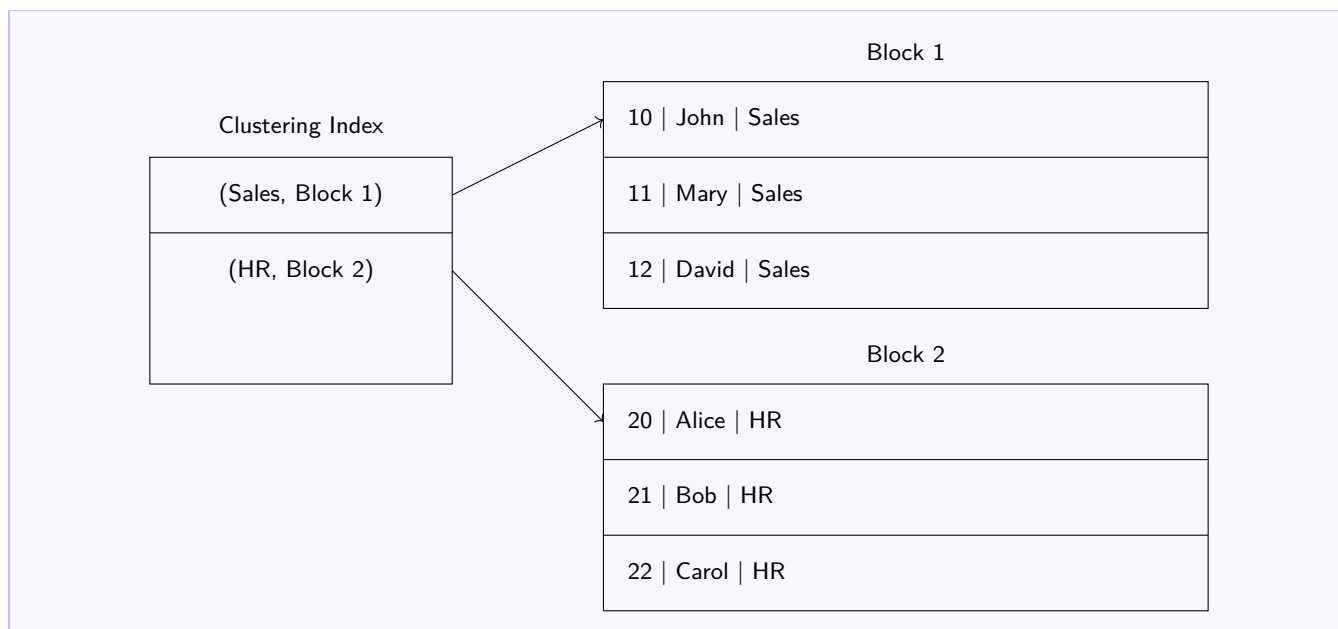 Clustering Index
(Sales, Block 1)
(HR, Block 2)
Block 1
10 | John | Sales
11 | Mary | Sales
12 | David | Sales
Block 2
20 | Alice | HR
21 | Bob | HR
22 | Carol | HR